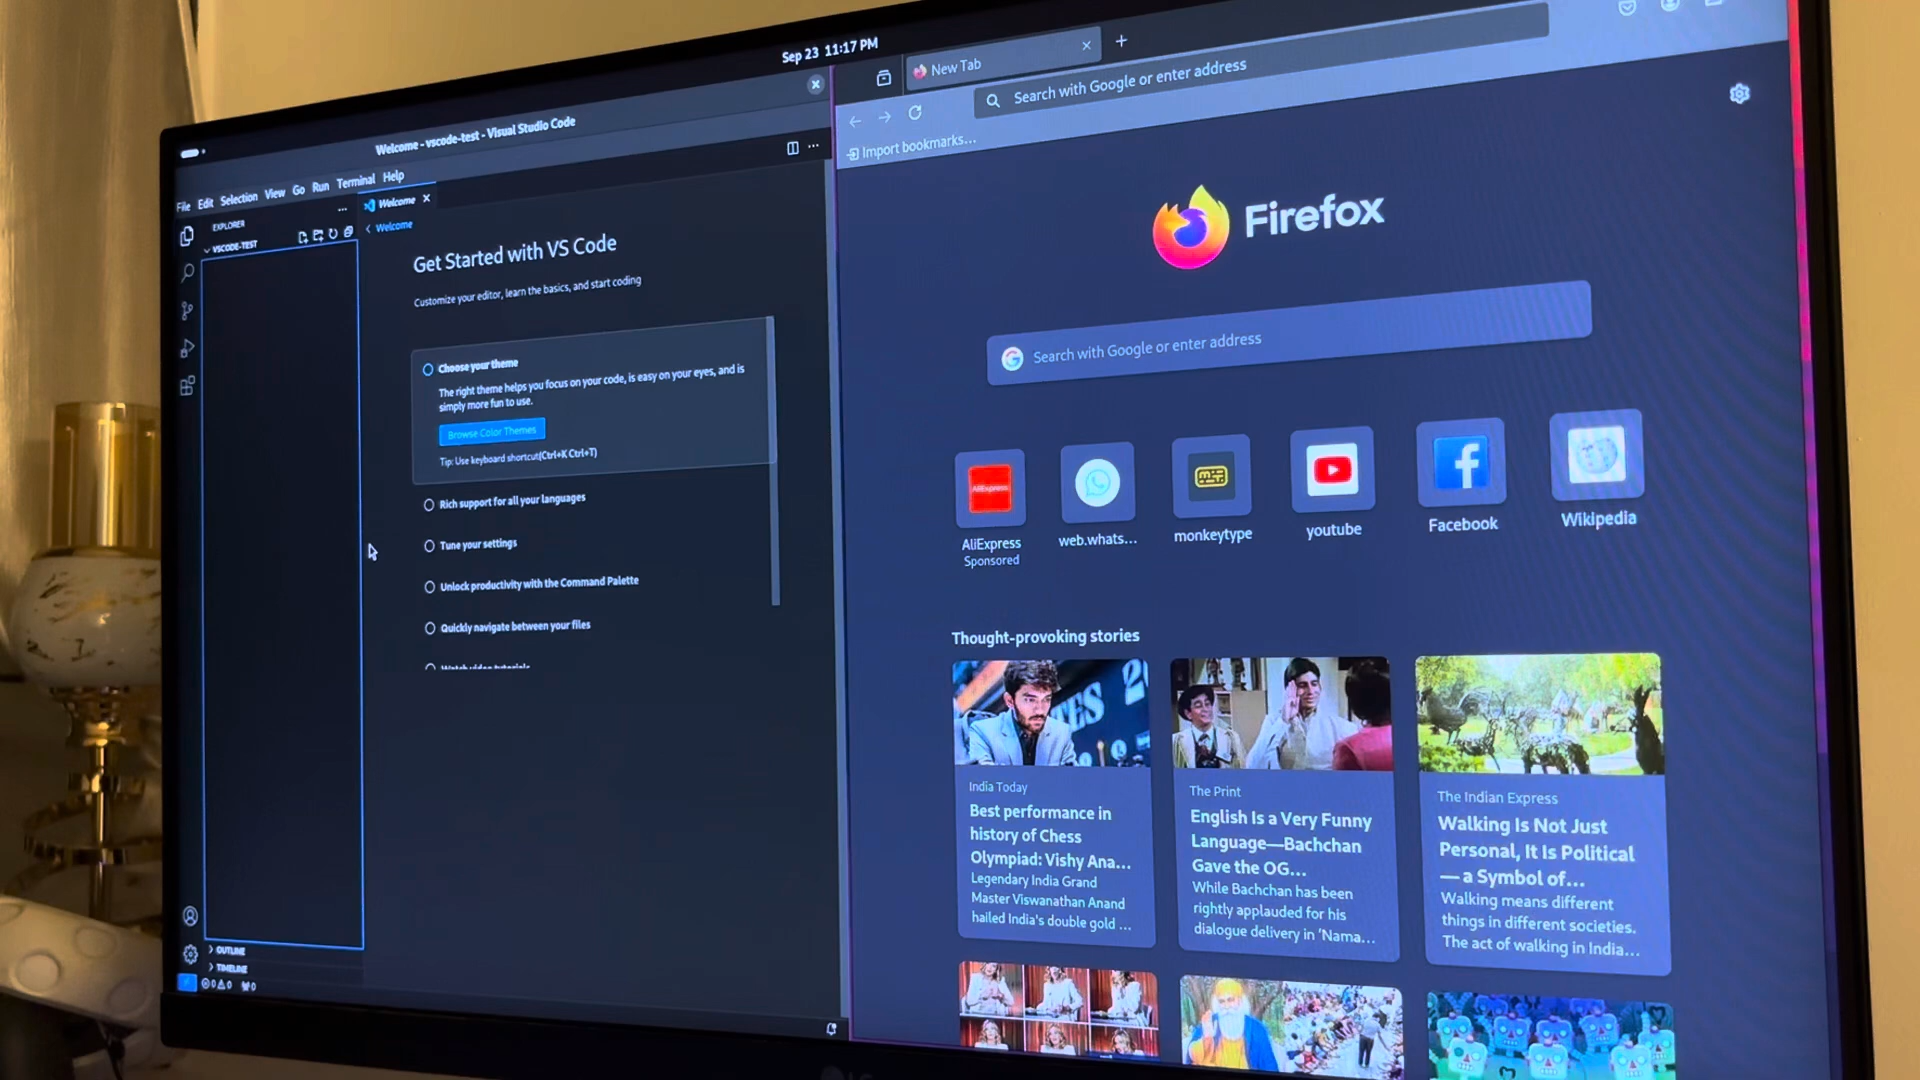 Sep 23 11:17 PM
Welcome - vscode-test - Visual Studio Code
File Edit Selection View Go Run Terminal Help
EXPLORER
VSCODE-TEST
Welcome
Welcome
Get Started with VS Code
Customize your editor, learn the basics, and start coding
Choose your theme
The right theme helps you focus on your code, is easy on your eyes, and is
simply more fun to use.
Browse Color Themes
Tip: Use keyboard shortcut(Ctrl+K Ctrl+T)
Rich support for all your languages
Tune your settings
Unlock productivity with the Command Palette
Quickly navigate between your files
OUTLINE
TIMELINE
0 0 0
New Tab
Search with Google or enter address
Import bookmarks...
Firefox
Search with Google or enter address
AliExpress
AliExpress
Sponsored
web.whats...
monkeytype
youtube
Facebook
Wikipedia
Thought-provoking stories
India Today
Best performance in
history of Chess
Olympiad: Vishy Ana...
Legendary India Grand
Master Viswanathan Anand
hailed India's double gold ...
The Print
English Is a Very Funny
Language—Bachchan
Gave the OG...
While Bachchan has been
rightly applauded for his
dialogue delivery in 'Nama...
The Indian Express
Walking Is Not Just
Personal, It Is Political
— a Symbol of...
Walking means different
things in different societies.
The act of walking in India...